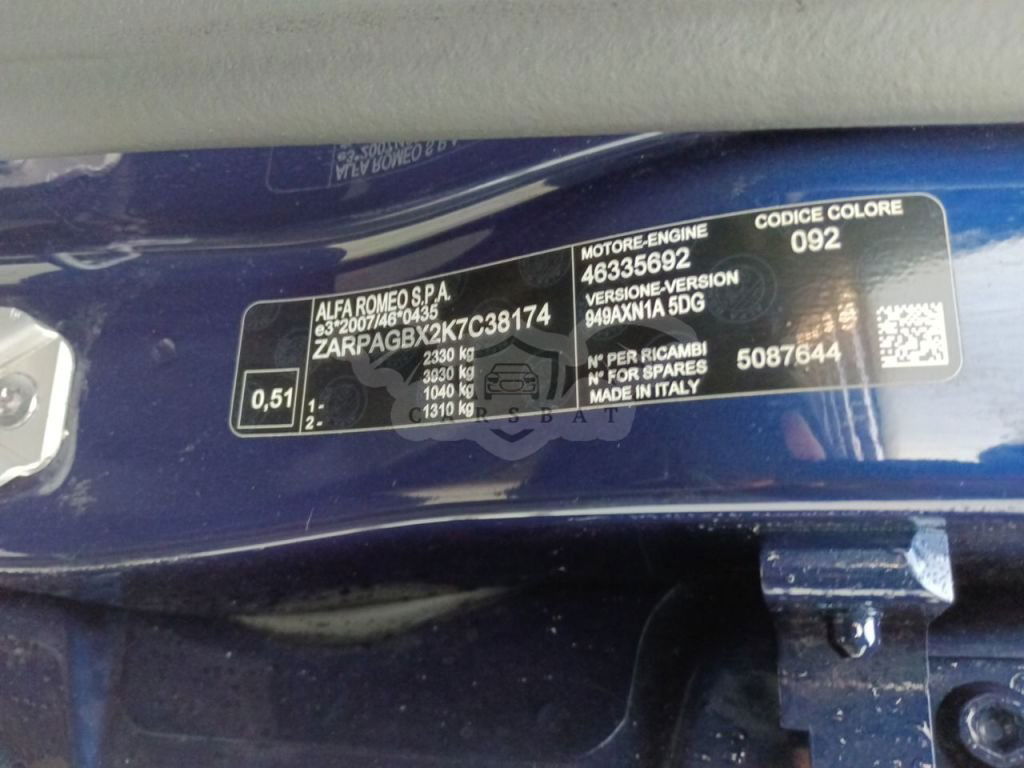 ALFA ROMEO S.P.A.
e3*2007/46*0435
ZARPAGBX2K7C38174
2330 kg
3930 kg
1- 1040 kg
2- 1310 kg
0,51
MOTORE-ENGINE
46335692
VERSIONE-VERSION
949AXN1A 5DG
N° PER RICAMBI
N° FOR SPARES 5087644
MADE IN ITALY
CODICE COLORE
092
CARSBAT